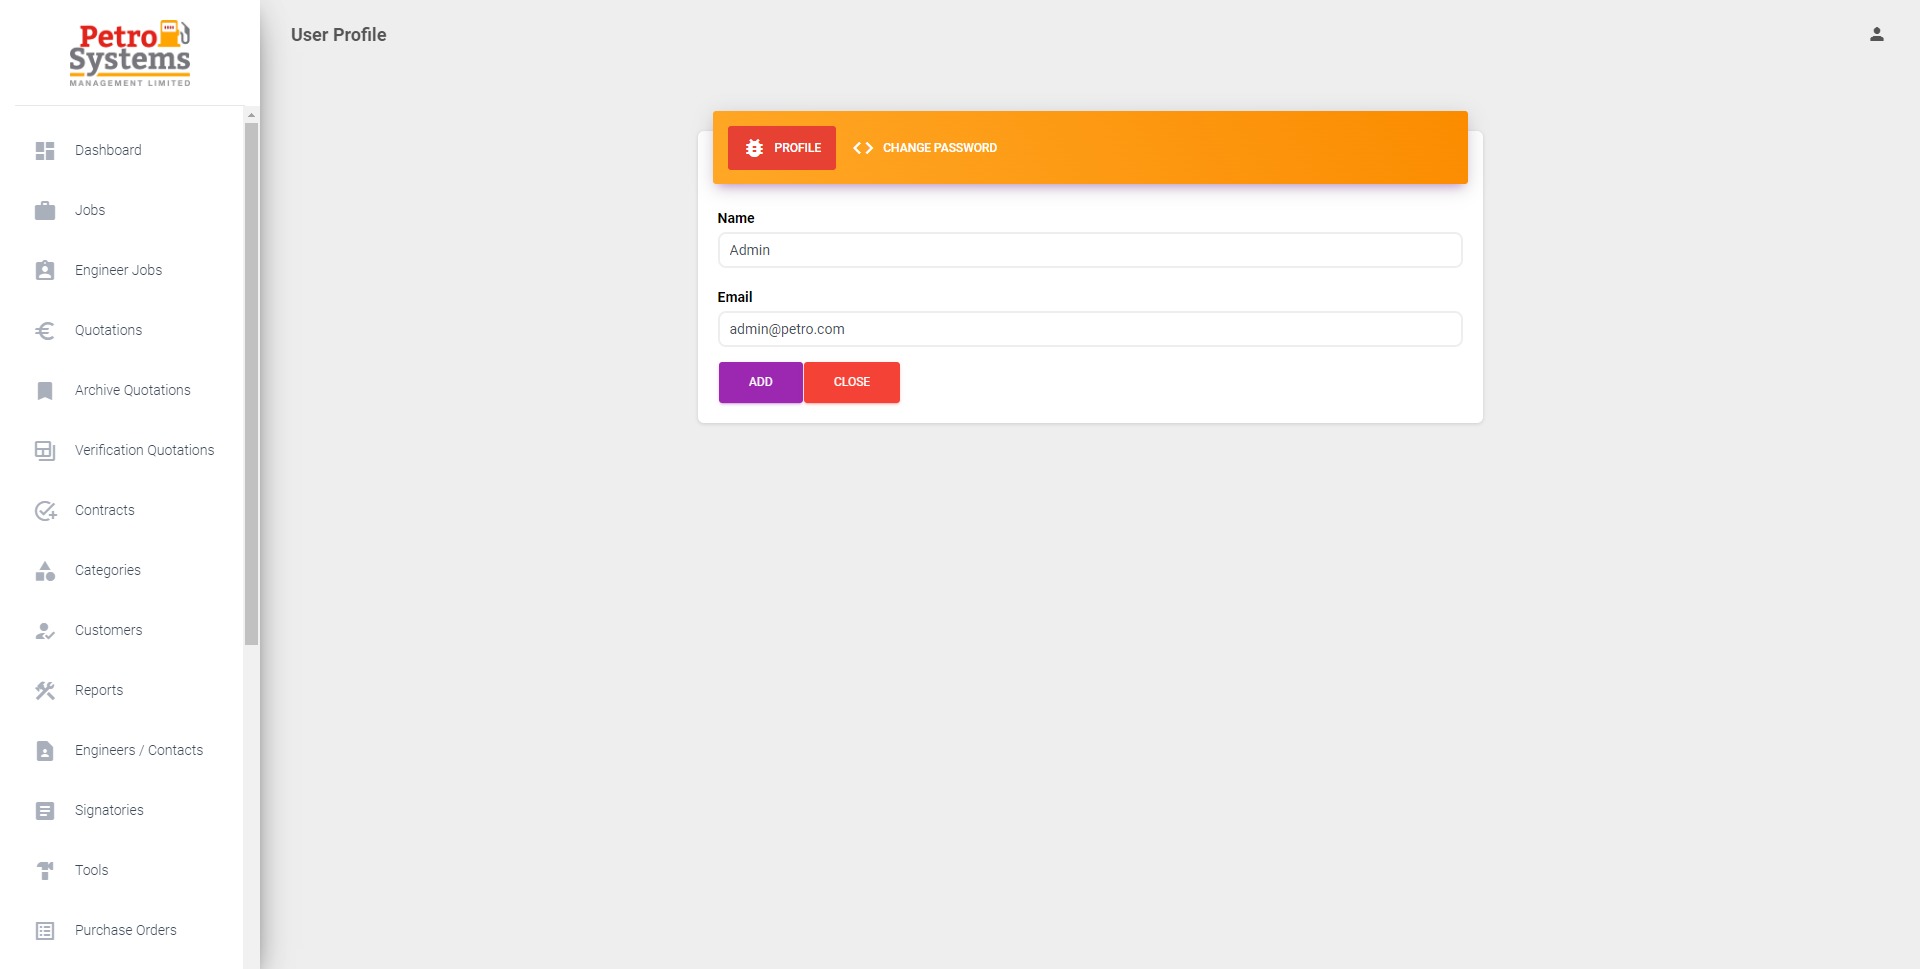 Petro
Systems
MANAGEMENT LIMITED
User Profile
Dashboard
Jobs
Engineer Jobs
Quotations
Archive Quotations
Verification Quotations
Contracts
Categories
Customers
Reports
Engineers / Contacts
Signatories
Tools
Purchase Orders
PROFILE
CHANGE PASSWORD
Name
Admin
Email
admin@petro.com
ADD
CLOSE